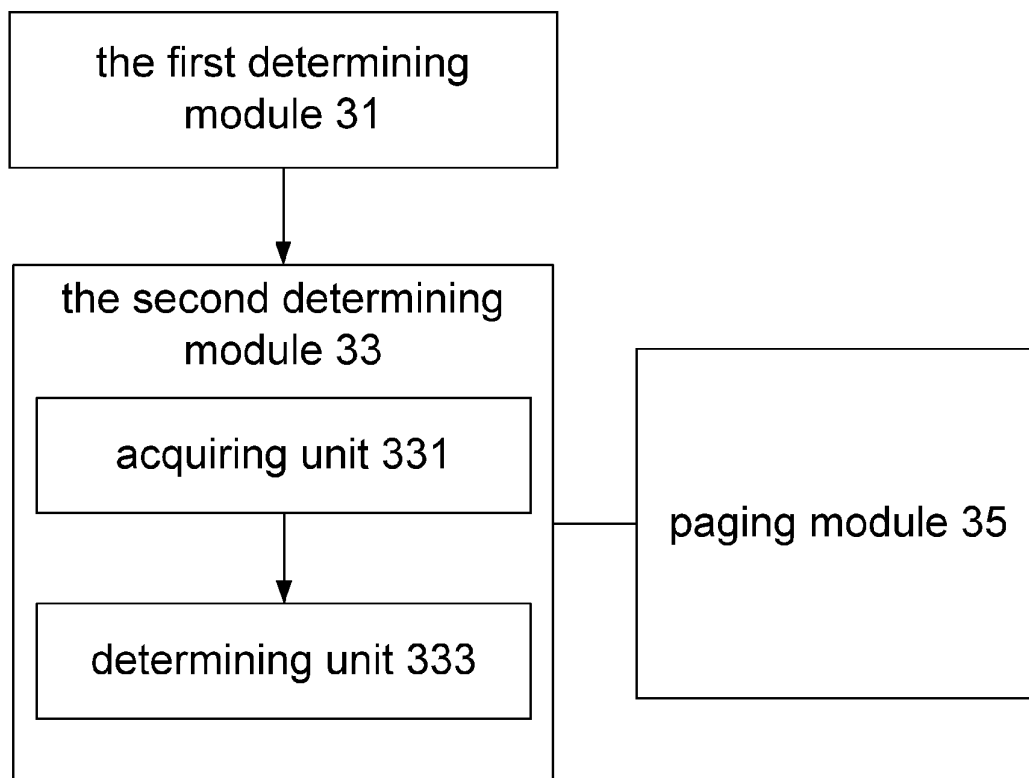 the first determining
module 31
the second determining
module 33
acquiring unit 331
determining unit 333
paging module 35